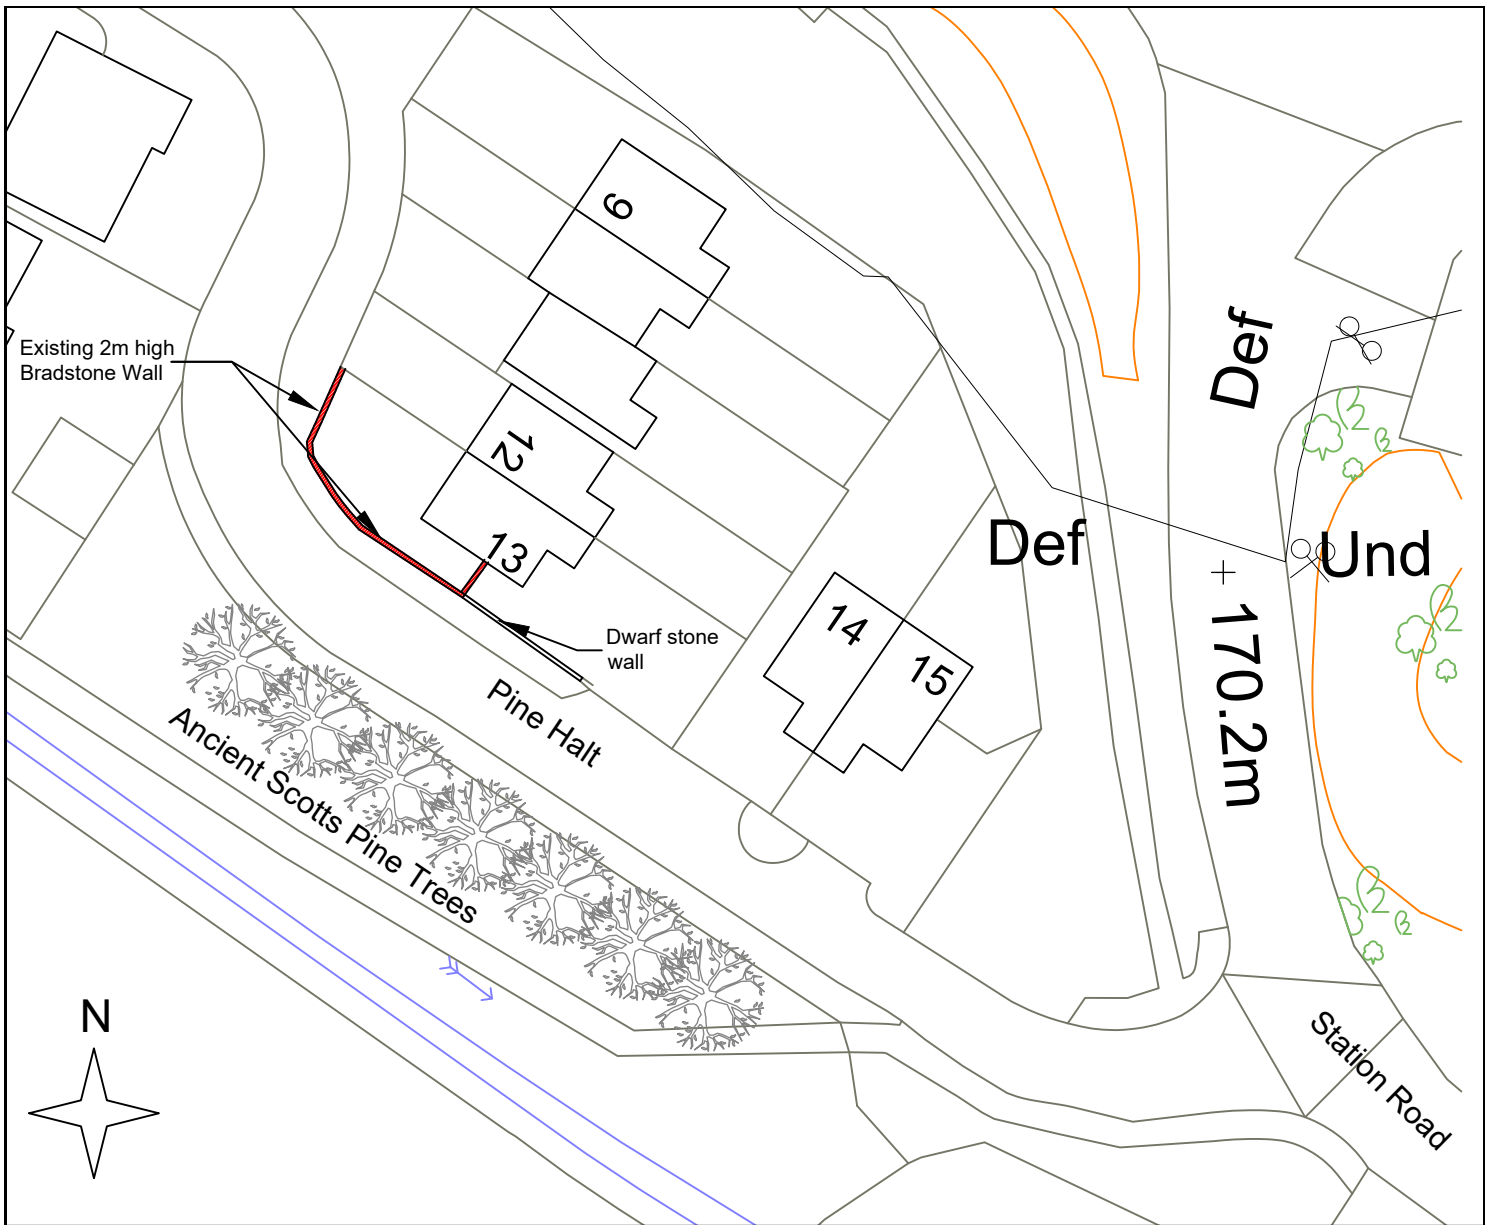 9
Def
Existing 2m high
Bradstone Wall
12
13
Def
Und
14
15
Dwarf stone
wall
170.2m
Pine Halt
Ancient Scotts Pine Trees
N
Station Road